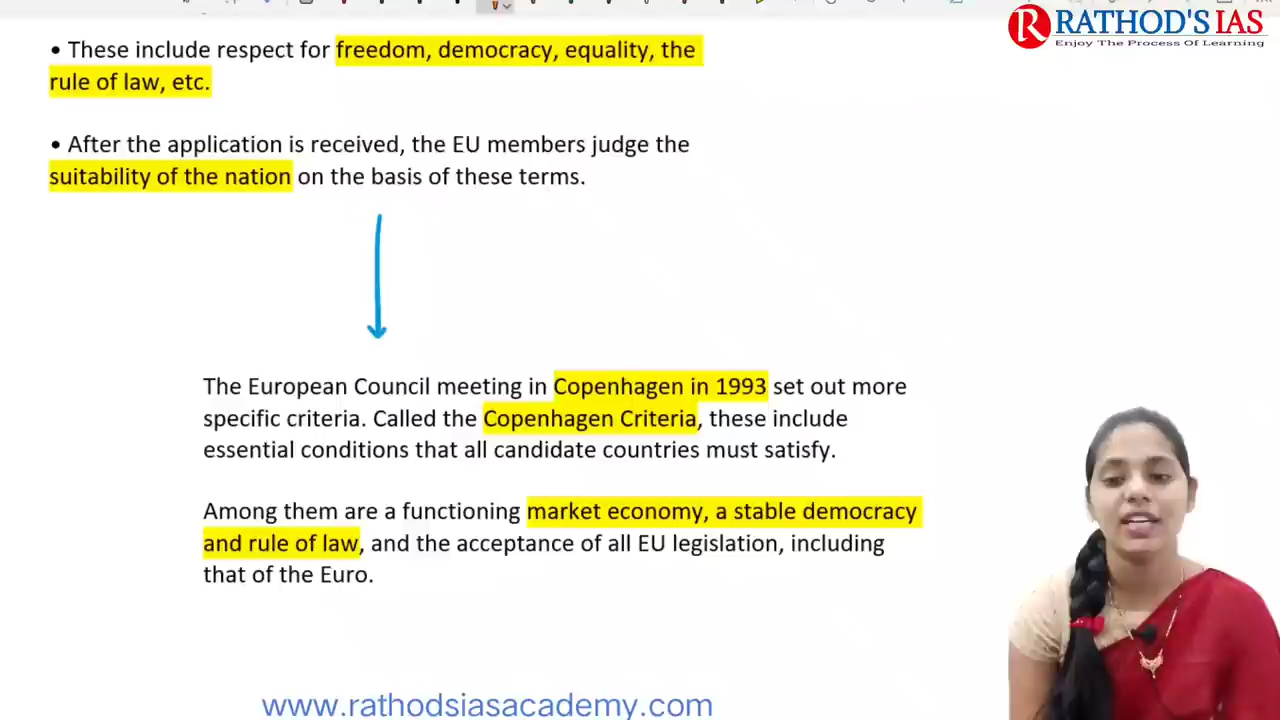 RATHOD'S IAS
Enjoy The Process Of Learning
• These include respect for freedom, democracy, equality, the
rule of law, etc.
• After the application is received, the EU members judge the
suitability of the nation on the basis of these terms.
The European Council meeting in Copenhagen in 1993 set out more
specific criteria. Called the Copenhagen Criteria, these include
essential conditions that all candidate countries must satisfy.
Among them are a functioning market economy, a stable democracy
and rule of law, and the acceptance of all EU legislation, including
that of the Euro.
www.rathodsiasacademy.com